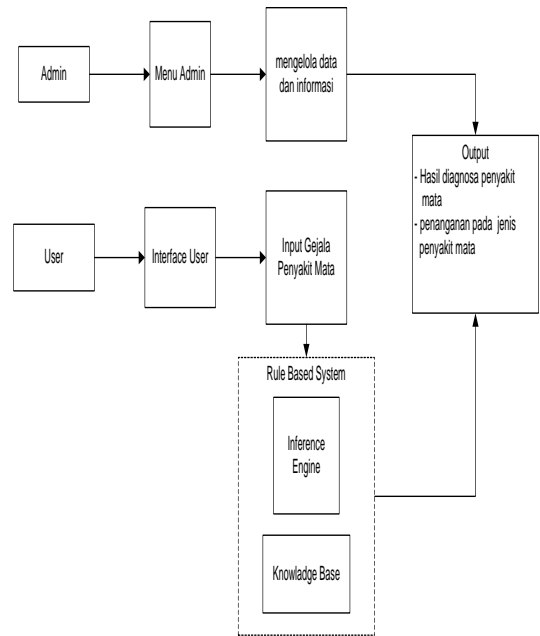 Admin
Menu Admin
mengelola data
dan informasi
Output
- Hasil diagnosa penyakit
mata
- penanganan pada jenis
penyakit mata
User
Interface User
Input Gejala
Penyakit Mata
Rule Based System
Inference
Engine
Knowladge Base